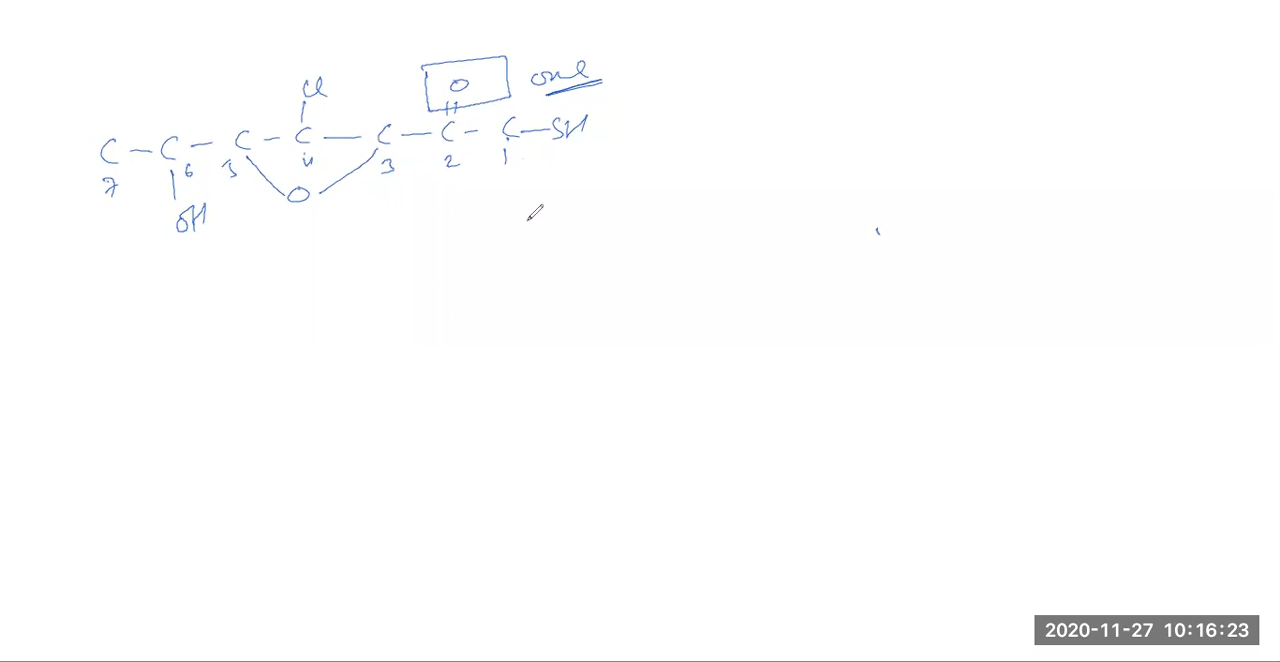 Cl
O one
C - C - C - C - C - C - C - SH
7 6 5 4 3 2 1
O
OH
2020-11-27 10:16:23